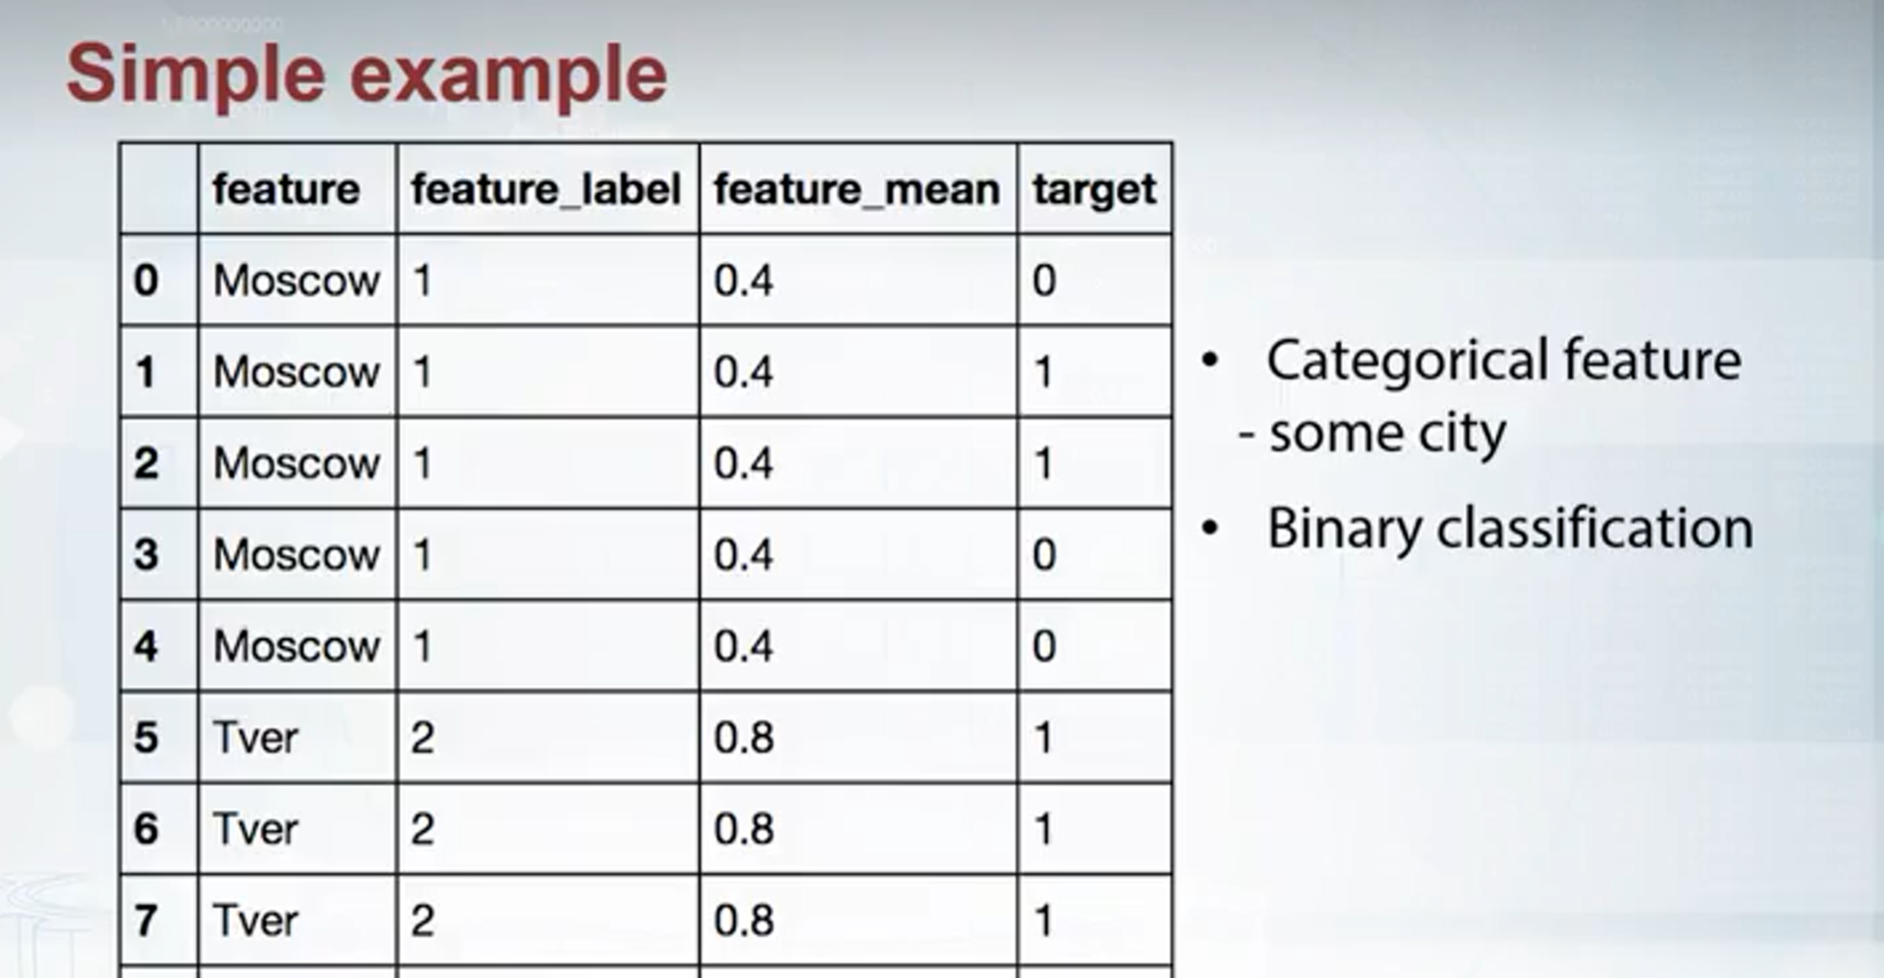 Simple example
feature feature_label feature_mean target
0 Moscow 1 0.4 0
1 Moscow 1 0.4 1
2 Moscow 1 0.4 1
3 Moscow 1 0.4 0
4 Moscow 1 0.4 0
5 Tver 2 0.8 1
6 Tver 2 0.8 1
7 Tver 2 0.8 1
• Categorical feature
- some city
• Binary classification